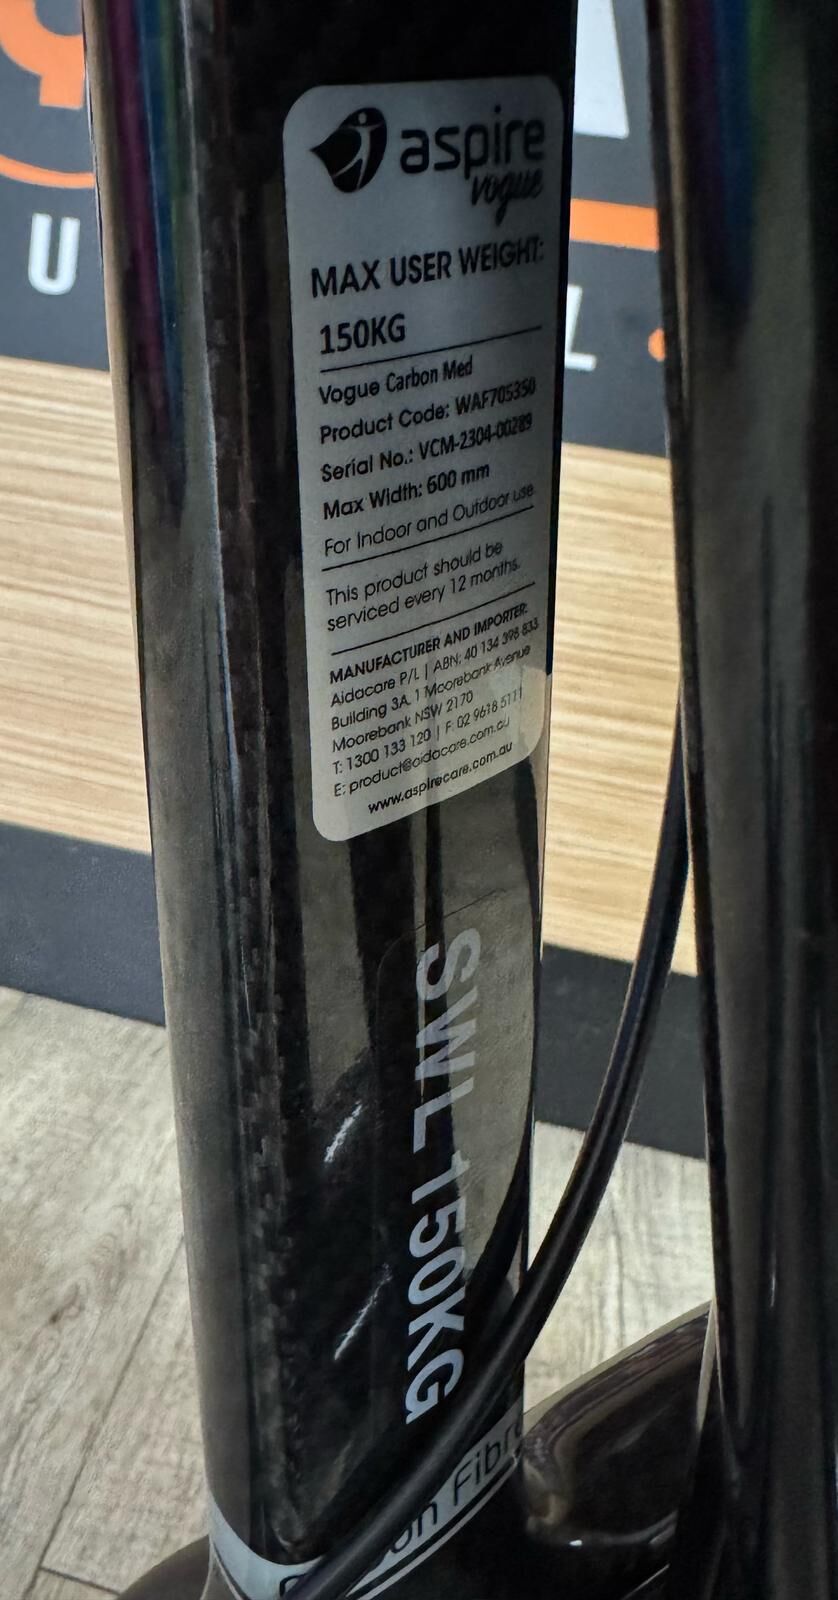 U
L
aspire
vogue
MAX USER WEIGHT:
150KG
Vogue Carbon Med
Product Code: WAF705350
Serial No.: VCM-2304-00289
Max Width: 600 mm
For Indoor and Outdoor use
This product should be
serviced every 12 months.
MANUFACTURER AND IMPORTER:
Aidacare P/L | ABN: 40 134 398 833
Building 3A, 1 Moorebank Avenue
Moorebank NSW 2170
T: 1300 133 120 | F: 02 9618 5111
E: product@aidacare.com.au
www.aspirecare.com.au
SWL 150KG